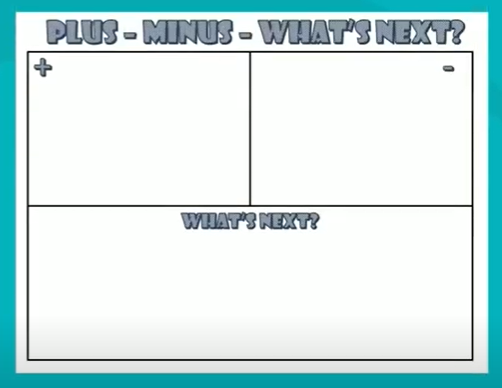 PLUS - MINUS - WHAT'S NEXT?
+
-
WHAT'S NEXT?